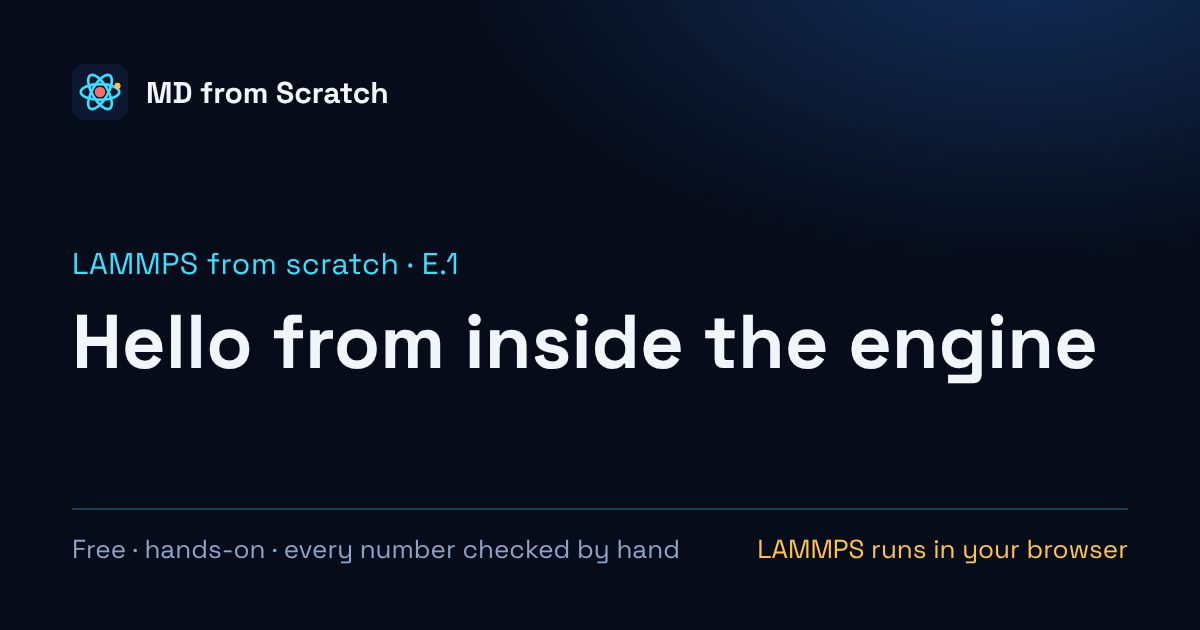 MD from Scratch
LAMMPS from scratch · E.1
Hello from inside the engine
Free · hands-on · every number checked by hand
LAMMPS runs in your browser